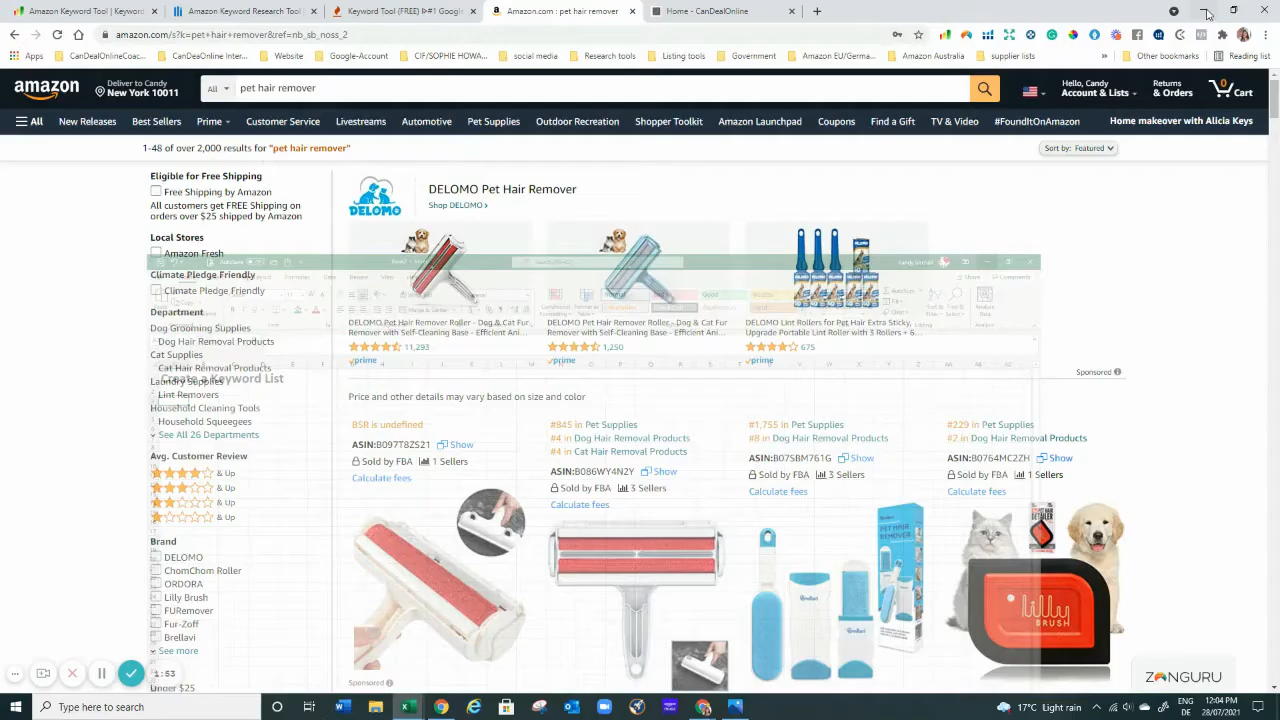 Amazon Keyword
Amazon Keyword Research Tool
Keyword Tool (FREE) ᐈ#1 Google
Amazon.com : pet hair remover
Home - CanDealOnline
amazon.com/s?k=pet+hair+remover&ref=nb_sb_noss_2
Apps
CanDealOnlineCoac...
CanDealOnline Inter...
Website
Google-Account
CIF/SOPHIE HOWA...
social media
Research tools
Listing tools
Amazon EU/Germa...
Amazon Australia
supplier lists
»
Other bookmarks
Reading list
amazon
Deliver to Candy
New York 10011
All
pet hair remover
Hello, Candy
Account & Lists
Returns
& Orders
0
Cart
All
New Releases
Best Sellers
Prime
Customer Service
Livestreams
Automotive
Pet Supplies
Outdoor Recreation
Shopper Toolkit
Amazon Launchpad
Coupons
Find a Gift
TV & Video
#FoundItOnAmazon
Home makeover with Alicia Keys
1-48 of over 2,000 results for "pet hair remover"
Sort by: Featured
Eligible for Free Shipping
Free Shipping by Amazon
All customers get FREE Shipping on
orders over $25 shipped by Amazon
Local Stores
Amazon Fresh
Climate Pledge Friendly
Climate Pledge Friendly
Department
Dog Grooming Supplies
Dog Hair Removal Products
Cat Supplies
Cat Hair Removal Products
Create a Keyword List
Laundry Supplies
Lint Removers
Household Cleaning Tools
Household Squeegees
See All 26 Departments
Avg. Customer Review
& Up
& Up
& Up
& Up
Brand
DELOMO
ChomChom Roller
ORDORA
Lilly Brush
FURemover
Fur-Zoff
Brellavi
See more
Under $25
DELOMO
DELOMO Pet Hair Remover
Shop DELOMO ›
DELOMO Pet Hair Remover Roller - Dog & Cat Fur
Remover with Self-Cleaning Base - Efficient Ani...
11,293
prime
DELOMO Pet Hair Remover Roller - Dog & Cat Fur
Remover with Self-Cleaning Base - Efficient Ani...
1,250
prime
DELOMO Lint Rollers for Pet Hair Extra Sticky,
Upgrade Portable Lint Roller with 3 Rollers + 6...
675
prime
Sponsored
Price and other details may vary based on size and color
BSR is undefined
ASIN:B097T8ZS21 Show
Sold by FBA 1 Sellers
Calculate fees
#845 in Pet Supplies
#4 in Dog Hair Removal Products
#4 in Cat Hair Removal Products
ASIN:B086WY4N2Y Show
Sold by FBA 3 Sellers
Calculate fees
#1,755 in Pet Supplies
#8 in Dog Hair Removal Products
ASIN:B07SBM761G Show
Sold by FBA 3 Sellers
Calculate fees
#229 in Pet Supplies
#2 in Dog Hair Removal Products
ASIN:B0764MC2ZH Show
Sold by FBA 1 Sellers
Calculate fees
PET HAIR
REMOVER
lilly
BRUSH
Sponsored
ZONGURU
1:53
Type here to search
17°C Light rain
ENG
DE
12:04 PM
28/07/2021